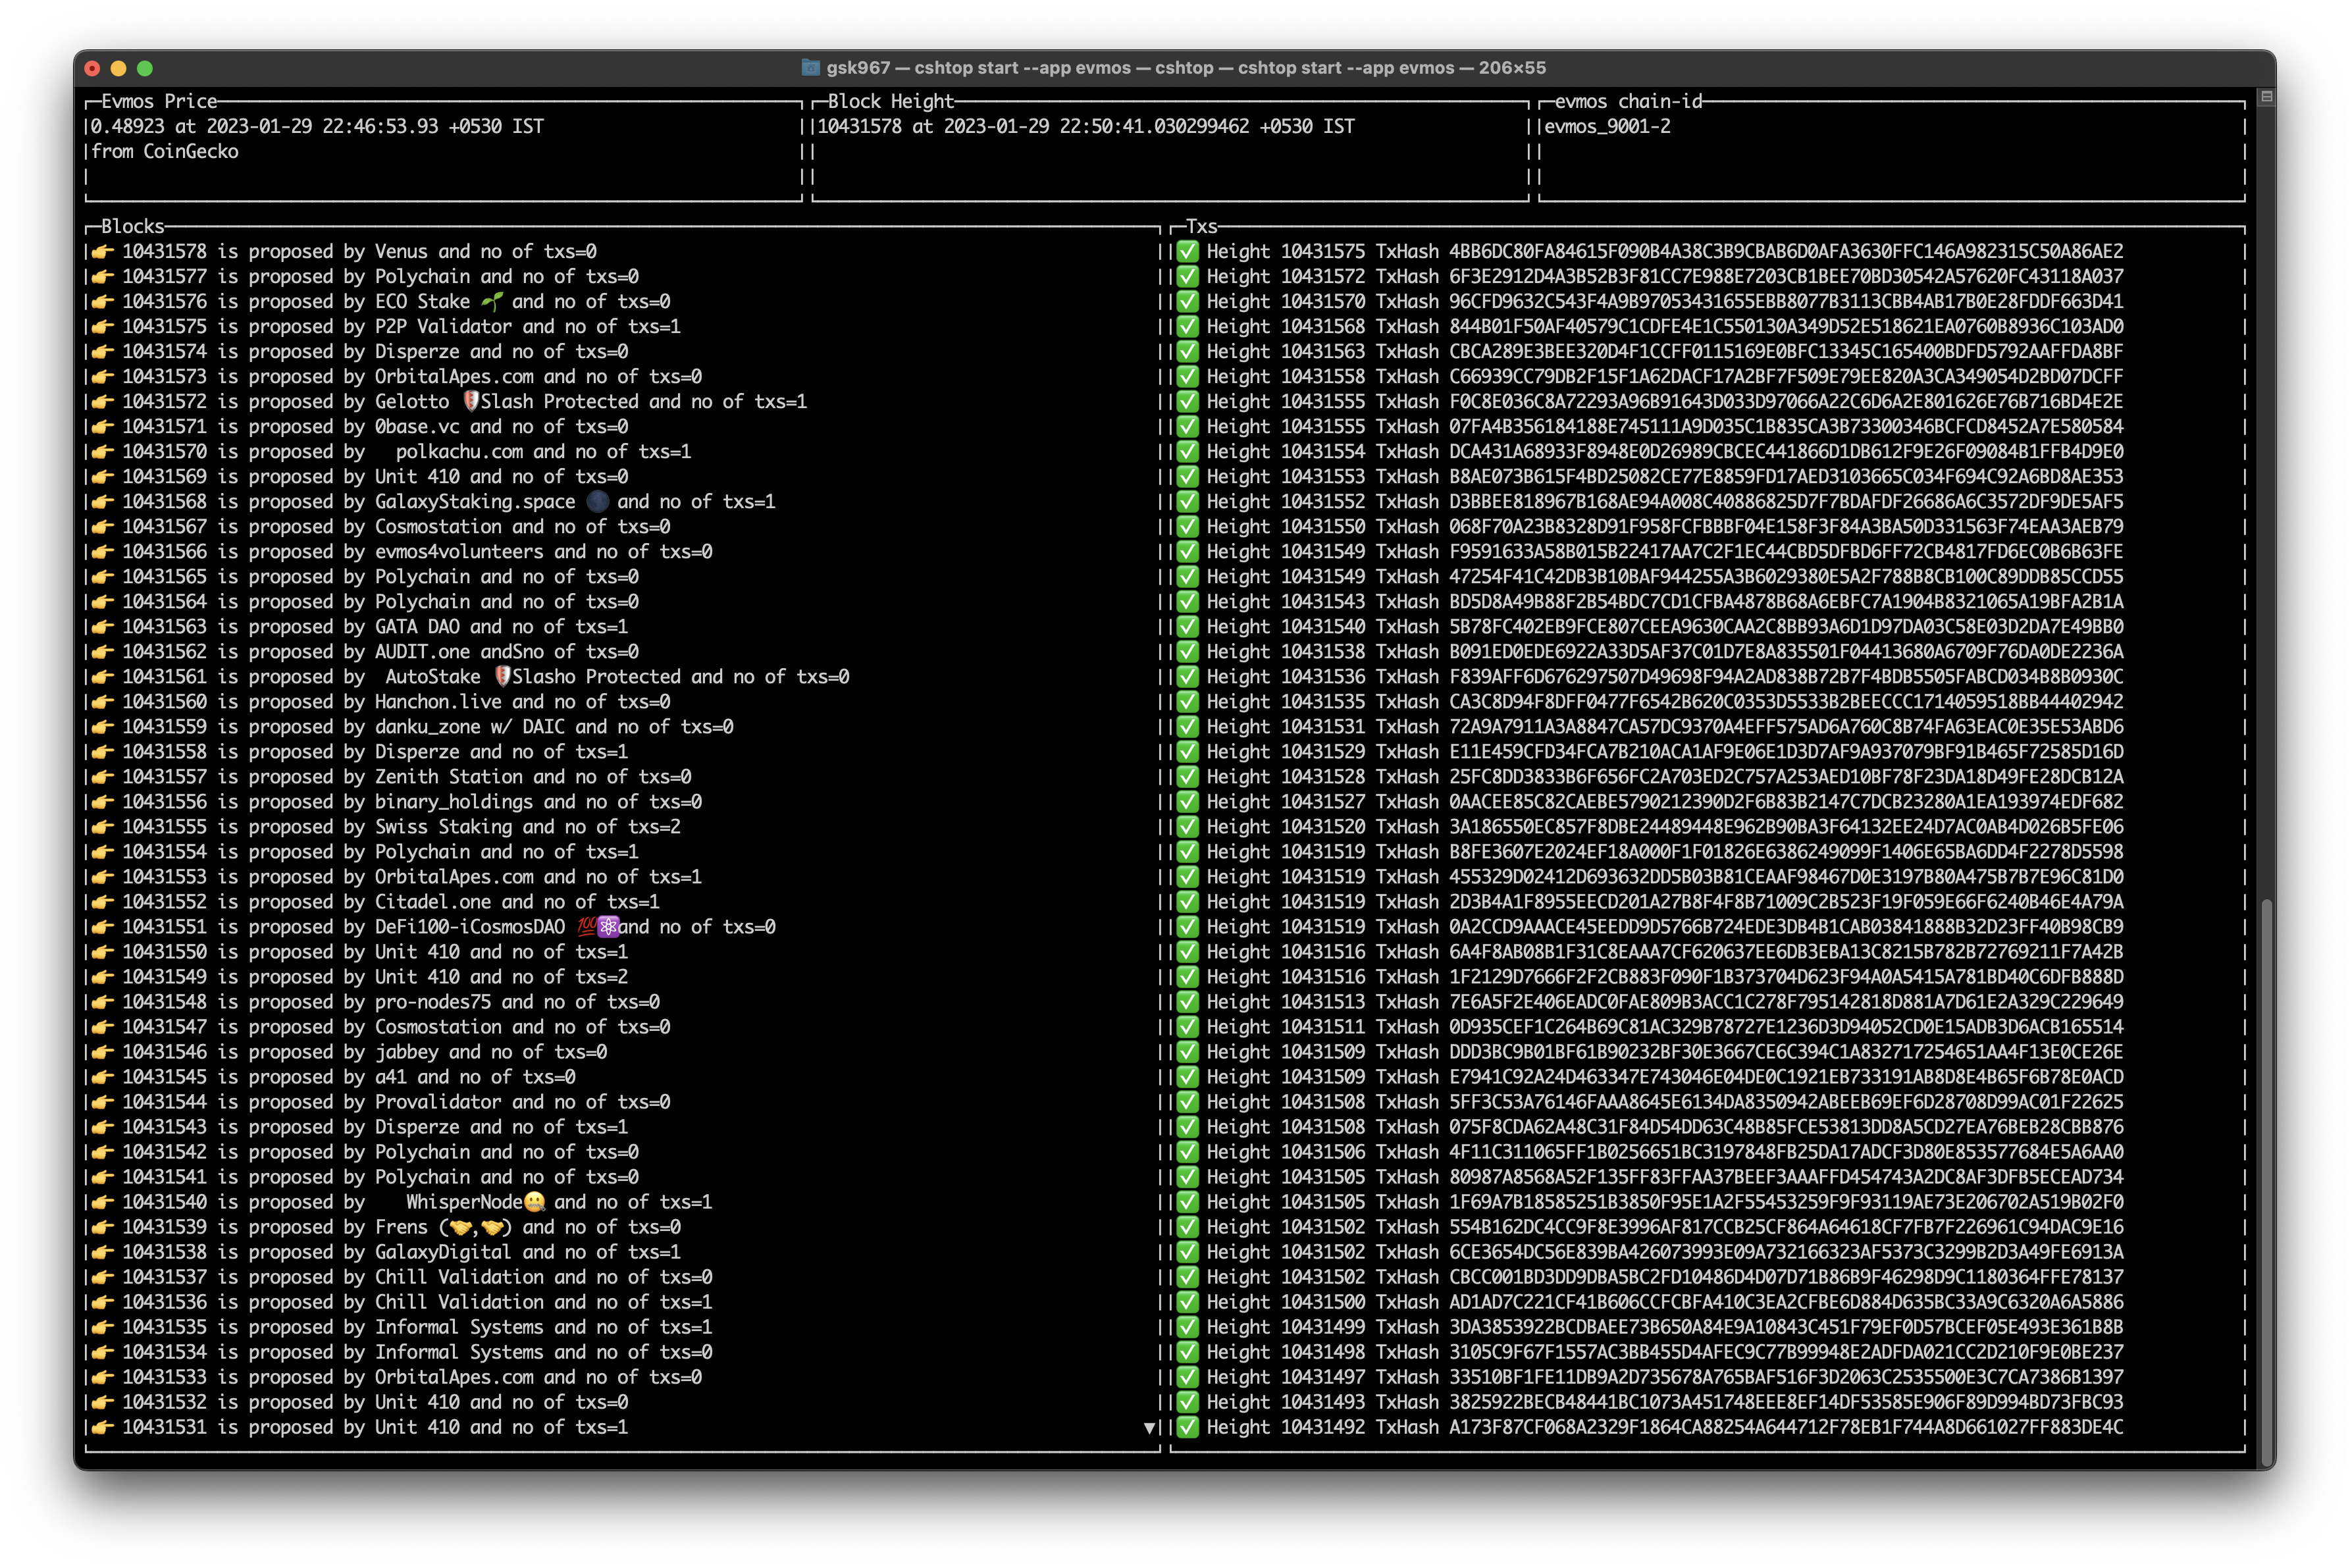 gsk967 — cshtop start --app evmos — cshtop — cshtop start --app evmos — 206×55
Evmos Price
0.48923 at 2023-01-29 22:46:53.93 +0530 IST
from CoinGecko
Block Height
10431578 at 2023-01-29 22:50:41.030299462 +0530 IST
evmos chain-id
evmos_9001-2
Blocks
👉 10431578 is proposed by Venus and no of txs=0
👉 10431577 is proposed by Polychain and no of txs=0
👉 10431576 is proposed by ECO Stake 🌱 and no of txs=0
👉 10431575 is proposed by P2P Validator and no of txs=1
👉 10431574 is proposed by Disperze and no of txs=0
👉 10431573 is proposed by OrbitalApes.com and no of txs=0
👉 10431572 is proposed by Gelotto 🛡Slash Protected and no of txs=1
👉 10431571 is proposed by 0base.vc and no of txs=0
👉 10431570 is proposed by   polkachu.com and no of txs=1
👉 10431569 is proposed by Unit 410 and no of txs=0
👉 10431568 is proposed by GalaxyStaking.space 🌑 and no of txs=1
👉 10431567 is proposed by Cosmostation and no of txs=0
👉 10431566 is proposed by evmos4volunteers and no of txs=0
👉 10431565 is proposed by Polychain and no of txs=0
👉 10431564 is proposed by Polychain and no of txs=0
👉 10431563 is proposed by GATA DAO and no of txs=1
👉 10431562 is proposed by AUDIT.one andSno of txs=0
👉 10431561 is proposed by  AutoStake 🛡Slasho Protected and no of txs=0
👉 10431560 is proposed by Hanchon.live and no of txs=0
👉 10431559 is proposed by danku_zone w/ DAIC and no of txs=0
👉 10431558 is proposed by Disperze and no of txs=1
👉 10431557 is proposed by Zenith Station and no of txs=0
👉 10431556 is proposed by binary_holdings and no of txs=0
👉 10431555 is proposed by Swiss Staking and no of txs=2
👉 10431554 is proposed by Polychain and no of txs=1
👉 10431553 is proposed by OrbitalApes.com and no of txs=1
👉 10431552 is proposed by Citadel.one and no of txs=1
👉 10431551 is proposed by DeFi100-iCosmosDAO 💯⚛and no of txs=0
👉 10431550 is proposed by Unit 410 and no of txs=1
👉 10431549 is proposed by Unit 410 and no of txs=2
👉 10431548 is proposed by pro-nodes75 and no of txs=0
👉 10431547 is proposed by Cosmostation and no of txs=0
👉 10431546 is proposed by jabbey and no of txs=0
👉 10431545 is proposed by a41 and no of txs=0
👉 10431544 is proposed by Provalidator and no of txs=0
👉 10431543 is proposed by Disperze and no of txs=1
👉 10431542 is proposed by Polychain and no of txs=0
👉 10431541 is proposed by Polychain and no of txs=0
👉 10431540 is proposed by    WhisperNode🤐 and no of txs=1
👉 10431539 is proposed by Frens (🤝,🤝) and no of txs=0
👉 10431538 is proposed by GalaxyDigital and no of txs=1
👉 10431537 is proposed by Chill Validation and no of txs=0
👉 10431536 is proposed by Chill Validation and no of txs=1
👉 10431535 is proposed by Informal Systems and no of txs=1
👉 10431534 is proposed by Informal Systems and no of txs=0
👉 10431533 is proposed by OrbitalApes.com and no of txs=0
👉 10431532 is proposed by Unit 410 and no of txs=0
👉 10431531 is proposed by Unit 410 and no of txs=1
Txs
✅ Height 10431575 TxHash 4BB6DC80FA84615F090B4A38C3B9CBAB6D0AFA3630FFC146A982315C50A86AE2
✅ Height 10431572 TxHash 6F3E2912D4A3B52B3F81CC7E988E7203CB1BEE70BD30542A57620FC43118A037
✅ Height 10431570 TxHash 96CFD9632C543F4A9B97053431655EBB8077B3113CBB4AB17B0E28FDDF663D41
✅ Height 10431568 TxHash 844B01F50AF40579C1CDFE4E1C550130A349D52E518621EA0760B8936C103AD0
✅ Height 10431563 TxHash CBCA289E3BEE320D4F1CCFF0115169E0BFC13345C165400BDFD5792AAFFDA8BF
✅ Height 10431558 TxHash C66939CC79DB2F15F1A62DACF17A2BF7F509E79EE820A3CA349054D2BD07DCFF
✅ Height 10431555 TxHash F0C8E036C8A72293A96B91643D033D97066A22C6D6A2E801626E76B716BD4E2E
✅ Height 10431555 TxHash 07FA4B356184188E745111A9D035C1B835CA3B73300346BCFCD8452A7E580584
✅ Height 10431554 TxHash DCA431A68933F8948E0D26989CBCEC441866D1DB612F9E26F09084B1FFB4D9E0
✅ Height 10431553 TxHash B8AE073B615F4BD25082CE77E8859FD17AED3103665C034F694C92A6BD8AE353
✅ Height 10431552 TxHash D3BBEE818967B168AE94A008C40886825D7F7BDAFDF26686A6C3572DF9DE5AF5
✅ Height 10431550 TxHash 068F70A23B8328D91F958FCFBBBF04E158F3F84A3BA50D331563F74EAA3AEB79
✅ Height 10431549 TxHash F9591633A58B015B22417AA7C2F1EC44CBD5DFBD6FF72CB4817FD6EC0B6B63FE
✅ Height 10431549 TxHash 47254F41C42DB3B10BAF944255A3B6029380E5A2F788B8CB100C89DDB85CCD55
✅ Height 10431543 TxHash BD5D8A49B88F2B54BDC7CD1CFBA4878B68A6EBFC7A1904B8321065A19BFA2B1A
✅ Height 10431540 TxHash 5B78FC402EB9FCE807CEEA9630CAA2C8BB93A6D1D97DA03C58E03D2DA7E49BB0
✅ Height 10431538 TxHash B091ED0EDE6922A33D5AF37C01D7E8A835501F04413680A6709F76DA0DE2236A
✅ Height 10431536 TxHash F839AFF6D676297507D49698F94A2AD838B72B7F4BDB5505FABCD034B8B0930C
✅ Height 10431535 TxHash CA3C8D94F8DFF0477F6542B620C0353D5533B2BEECCC1714059518BB44402942
✅ Height 10431531 TxHash 72A9A7911A3A8847CA57DC9370A4EFF575AD6A760C8B74FA63EAC0E35E53ABD6
✅ Height 10431529 TxHash E11E459CFD34FCA7B210ACA1AF9E06E1D3D7AF9A937079BF91B465F72585D16D
✅ Height 10431528 TxHash 25FC8DD3833B6F656FC2A703ED2C757A253AED10BF78F23DA18D49FE28DCB12A
✅ Height 10431527 TxHash 0AACEE85C82CAEBE5790212390D2F6B83B2147C7DCB23280A1EA193974EDF682
✅ Height 10431520 TxHash 3A186550EC857F8DBE24489448E962B90BA3F64132EE24D7AC0AB4D026B5FE06
✅ Height 10431519 TxHash B8FE3607E2024EF18A000F1F01826E6386249099F1406E65BA6DD4F2278D5598
✅ Height 10431519 TxHash 455329D02412D693632DD5B03B81CEAAF98467D0E3197B80A475B7B7E96C81D0
✅ Height 10431519 TxHash 2D3B4A1F8955EECD201A27B8F4F8B71009C2B523F19F059E66F6240B46E4A79A
✅ Height 10431519 TxHash 0A2CCD9AAACE45EEDD9D5766B724EDE3DB4B1CAB03841888B32D23FF40B98CB9
✅ Height 10431516 TxHash 6A4F8AB08B1F31C8EAAA7CF620637EE6DB3EBA13C8215B782B72769211F7A42B
✅ Height 10431516 TxHash 1F2129D7666F2F2CB883F090F1B373704D623F94A0A5415A781BD40C6DFB888D
✅ Height 10431513 TxHash 7E6A5F2E406EADC0FAE809B3ACC1C278F795142818D881A7D61E2A329C229649
✅ Height 10431511 TxHash 0D935CEF1C264B69C81AC329B78727E1236D3D94052CD0E15ADB3D6ACB165514
✅ Height 10431509 TxHash DDD3BC9B01BF61B90232BF30E3667CE6C394C1A832717254651AA4F13E0CE26E
✅ Height 10431509 TxHash E7941C92A24D463347E743046E04DE0C1921EB733191AB8D8E4B65F6B78E0ACD
✅ Height 10431508 TxHash 5FF3C53A76146FAAA8645E6134DA8350942ABEEB69EF6D28708D99AC01F22625
✅ Height 10431508 TxHash 075F8CDA62A48C31F84D54DD63C48B85FCE53813DD8A5CD27EA76BEB28CBB876
✅ Height 10431506 TxHash 4F11C311065FF1B0256651BC3197848FB25DA17ADCF3D80E853577684E5A6AA0
✅ Height 10431505 TxHash 80987A8568A52F135FF83FFAA37BEEF3AAAFFD454743A2DC8AF3DFB5ECEAD734
✅ Height 10431505 TxHash 1F69A7B18585251B3850F95E1A2F55453259F9F93119AE73E206702A519B02F0
✅ Height 10431502 TxHash 554B162DC4CC9F8E3996AF817CCB25CF864A64618CF7FB7F226961C94DAC9E16
✅ Height 10431502 TxHash 6CE3654DC56E839BA426073993E09A732166323AF5373C3299B2D3A49FE6913A
✅ Height 10431502 TxHash CBCC001BD3DD9DBA5BC2FD10486D4D07D71B86B9F46298D9C1180364FFE78137
✅ Height 10431500 TxHash AD1AD7C221CF41B606CCFCBFA410C3EA2CFBE6D884D635BC33A9C6320A6A5886
✅ Height 10431499 TxHash 3DA3853922BCDBAEE73B650A84E9A10843C451F79EF0D57BCEF05E493E361B8B
✅ Height 10431498 TxHash 3105C9F67F1557AC3BB455D4AFEC9C77B99948E2ADFDA021CC2D210F9E0BE237
✅ Height 10431497 TxHash 33510BF1FE11DB9A2D735678A765BAF516F3D2063C2535500E3C7CA7386B1397
✅ Height 10431493 TxHash 3825922BECB48441BC1073A451748EEE8EF14DF53585E906F89D994BD73FBC93
✅ Height 10431492 TxHash A173F87CF068A2329F1864CA88254A644712F78EB1F744A8D661027FF883DE4C